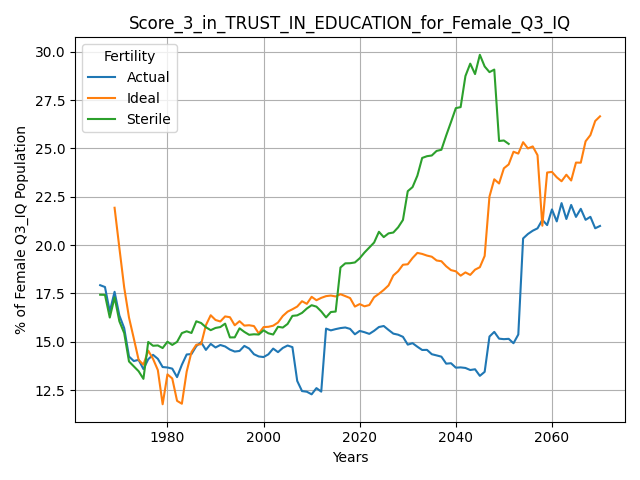 Score_3_in_TRUST_IN_EDUCATION_for_Female_Q3_IQ
% of Female Q3_IQ Population
30.0
27.5
25.0
22.5
20.0
17.5
15.0
12.5
Fertility
Actual
Ideal
Sterile
1980
2000
2020
2040
2060
Years